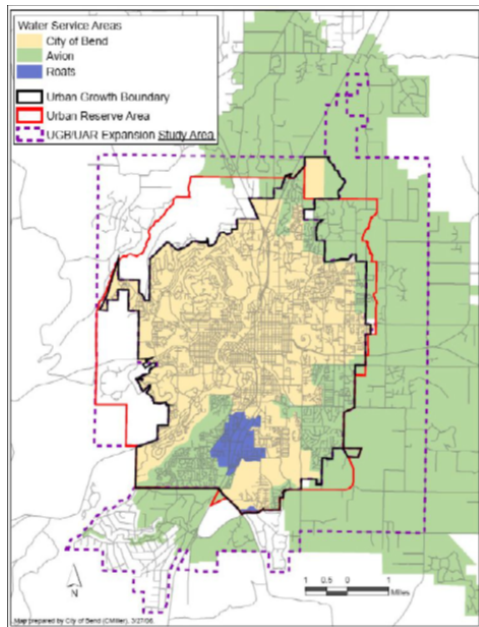 Water Service Areas
City of Bend
Avion
Roats
Urban Growth Boundary
Urban Reserve Area
UGB/UAR Expansion Study Area
N
1 0.5 0 1
Miles
Map prepared by City of Bend (CMiller), 3/27/06.